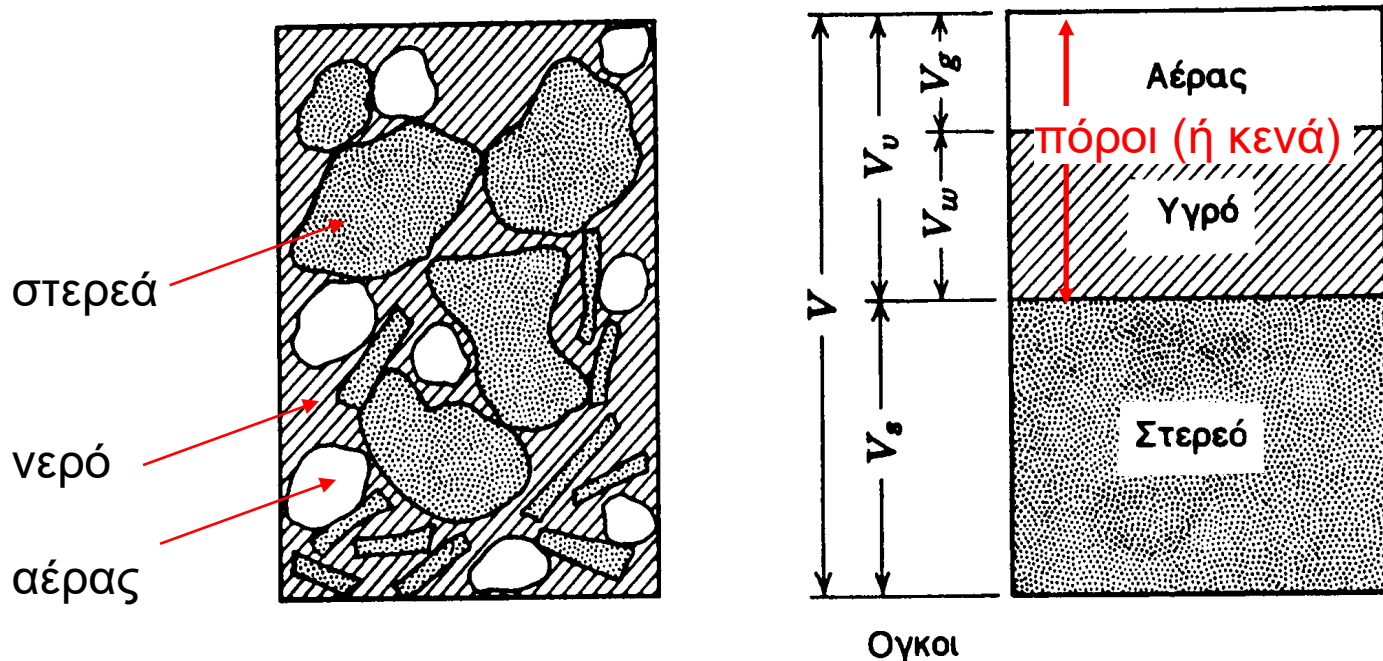 στερεά
νερό
αέρας
V
V_υ
V_g
V_w
V_s
Αέρας
πόροι (ή κενά)
Υγρό
Στερεό
Ογκοι